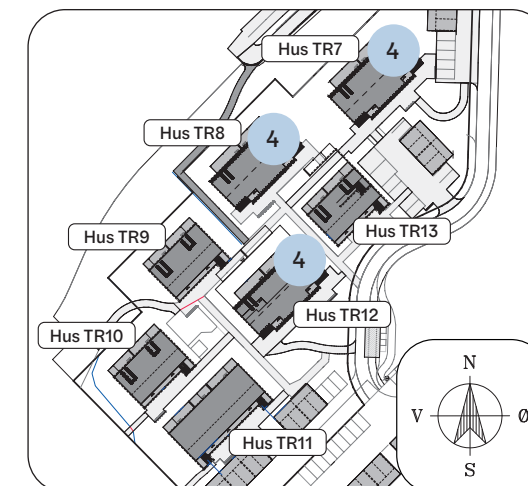 Hus TR7
4
Hus TR8
4
Hus TR9
Hus TR13
4
Hus TR12
Hus TR10
Hus TR11
N
V
Ø
S